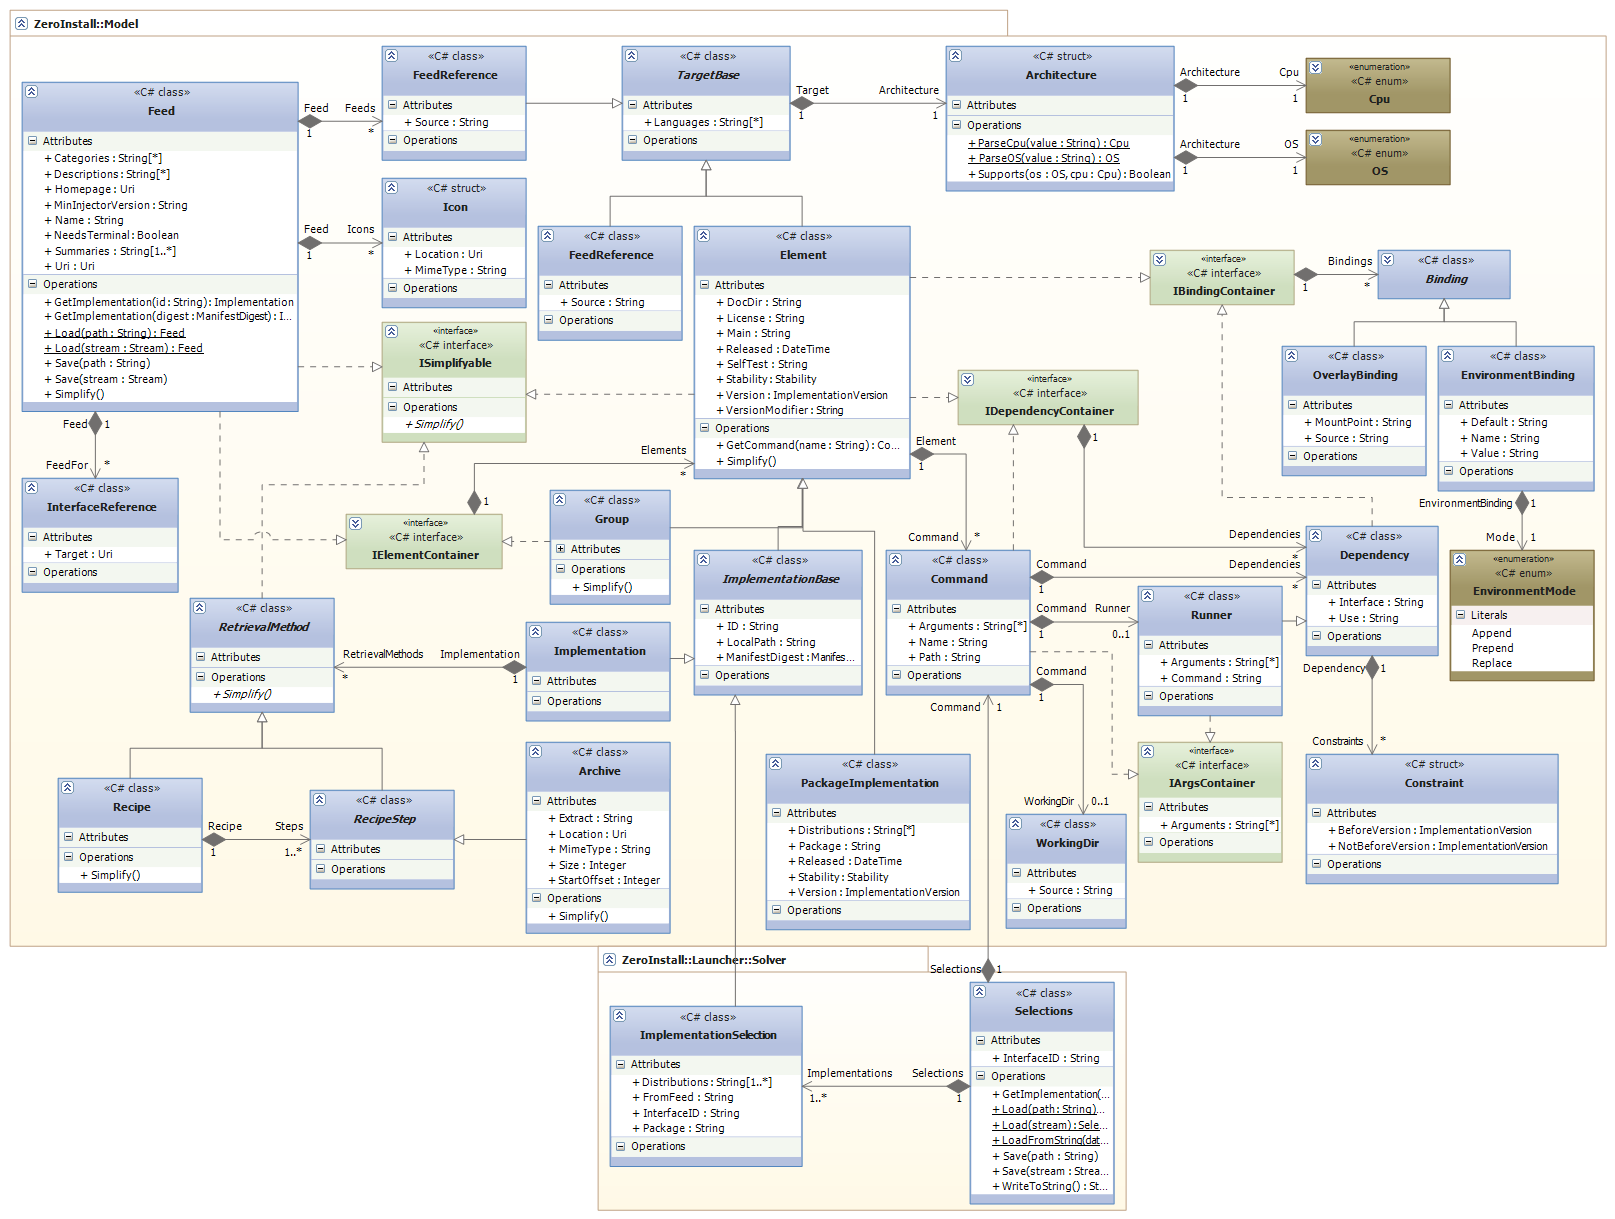 ZeroInstall::Model
«C# class»
Feed
Attributes
+ Categories : String[*]
+ Descriptions : String[*]
+ Homepage : Uri
+ MinInjectorVersion : String
+ Name : String
+ NeedsTerminal : Boolean
+ Summaries : String[1..*]
+ Uri : Uri
Operations
+ GetImplementation(id : String) : Implementation
+ GetImplementation(digest : ManifestDigest) : I...
+ Load(path : String) : Feed
+ Load(stream : Stream) : Feed
+ Save(path : String)
+ Save(stream : Stream)
+ Simplify()
Feed
Feeds
1
*
«C# class»
FeedReference
Attributes
+ Source : String
Operations
Feed
Icons
1
*
«C# struct»
Icon
Attributes
+ Location : Uri
+ MimeType : String
Operations
«interface»
«C# interface»
ISimplifyable
Attributes
Operations
+ Simplify()
«C# class»
TargetBase
Attributes
+ Languages : String[*]
Operations
Target
Architecture
1
1
«C# struct»
Architecture
Attributes
Operations
+ ParseCpu(value : String) : Cpu
+ ParseOS(value : String) : OS
+ Supports(os : OS, cpu : Cpu) : Boolean
Architecture
Cpu
1
1
«enumeration»
«C# enum»
Cpu
Architecture
OS
1
1
«enumeration»
«C# enum»
OS
«C# class»
FeedReference
Attributes
+ Source : String
Operations
«C# class»
Element
Attributes
+ DocDir : String
+ License : String
+ Main : String
+ Released : DateTime
+ SelfTest : String
+ Stability : Stability
+ Version : ImplementationVersion
+ VersionModifier : String
Operations
+ GetCommand(name : String) : Co...
+ Simplify()
«interface»
«C# interface»
IBindingContainer
Bindings
1
*
«C# class»
Binding
«C# class»
OverlayBinding
Attributes
+ MountPoint : String
+ Source : String
Operations
«C# class»
EnvironmentBinding
Attributes
+ Default : String
+ Name : String
+ Value : String
Operations
EnvironmentBinding
1
Mode
1
«enumeration»
«C# enum»
EnvironmentMode
Literals
Append
Prepend
Replace
«interface»
«C# interface»
IDependencyContainer
1
Dependencies
*
Feed
1
FeedFor
*
«C# class»
InterfaceReference
Attributes
+ Target : Uri
Operations
Elements
*
1
«interface»
«C# interface»
IElementContainer
«C# class»
Group
Attributes
Operations
+ Simplify()
Element
1
Command
*
«C# class»
ImplementationBase
Attributes
+ ID : String
+ LocalPath : String
+ ManifestDigest : Manifes...
Operations
«C# class»
Command
Attributes
+ Arguments : String[*]
+ Name : String
+ Path : String
Operations
Command
1
Dependencies
*
Command
Runner
1
0..1
«C# class»
Runner
Attributes
+ Arguments : String[*]
+ Command : String
Operations
«C# class»
Dependency
Attributes
+ Interface : String
+ Use : String
Operations
Dependency
1
Constraints
*
«C# struct»
Constraint
Attributes
+ BeforeVersion : ImplementationVersion
+ NotBeforeVersion : ImplementationVersion
Operations
Command
1
WorkingDir
0..1
«C# class»
WorkingDir
Attributes
+ Source : String
Operations
«interface»
«C# interface»
IArgsContainer
Attributes
+ Arguments : String[*]
Operations
«C# class»
RetrievalMethod
Attributes
Operations
+ Simplify()
RetrievalMethods
Implementation
*
1
«C# class»
Implementation
Attributes
Operations
«C# class»
Recipe
Attributes
Operations
+ Simplify()
Recipe
Steps
1
1..*
«C# class»
RecipeStep
Attributes
Operations
«C# class»
Archive
Attributes
+ Extract : String
+ Location : Uri
+ MimeType : String
+ Size : Integer
+ StartOffset : Integer
Operations
+ Simplify()
«C# class»
PackageImplementation
Attributes
+ Distributions : String[*]
+ Package : String
+ Released : DateTime
+ Stability : Stability
+ Version : ImplementationVersion
Operations
Command
1
Selections
1
ZeroInstall::Launcher::Solver
«C# class»
ImplementationSelection
Attributes
+ Distributions : String[1..*]
+ FromFeed : String
+ InterfaceID : String
+ Package : String
Operations
Implementations
Selections
1..*
1
«C# class»
Selections
Attributes
+ InterfaceID : String
Operations
+ GetImplementation(...
+ Load(path: String)...
+ Load(stream) : Sele...
+ LoadFromString(dat...
+ Save(path : String)
+ Save(stream : Strea...
+ WriteToString() : St...